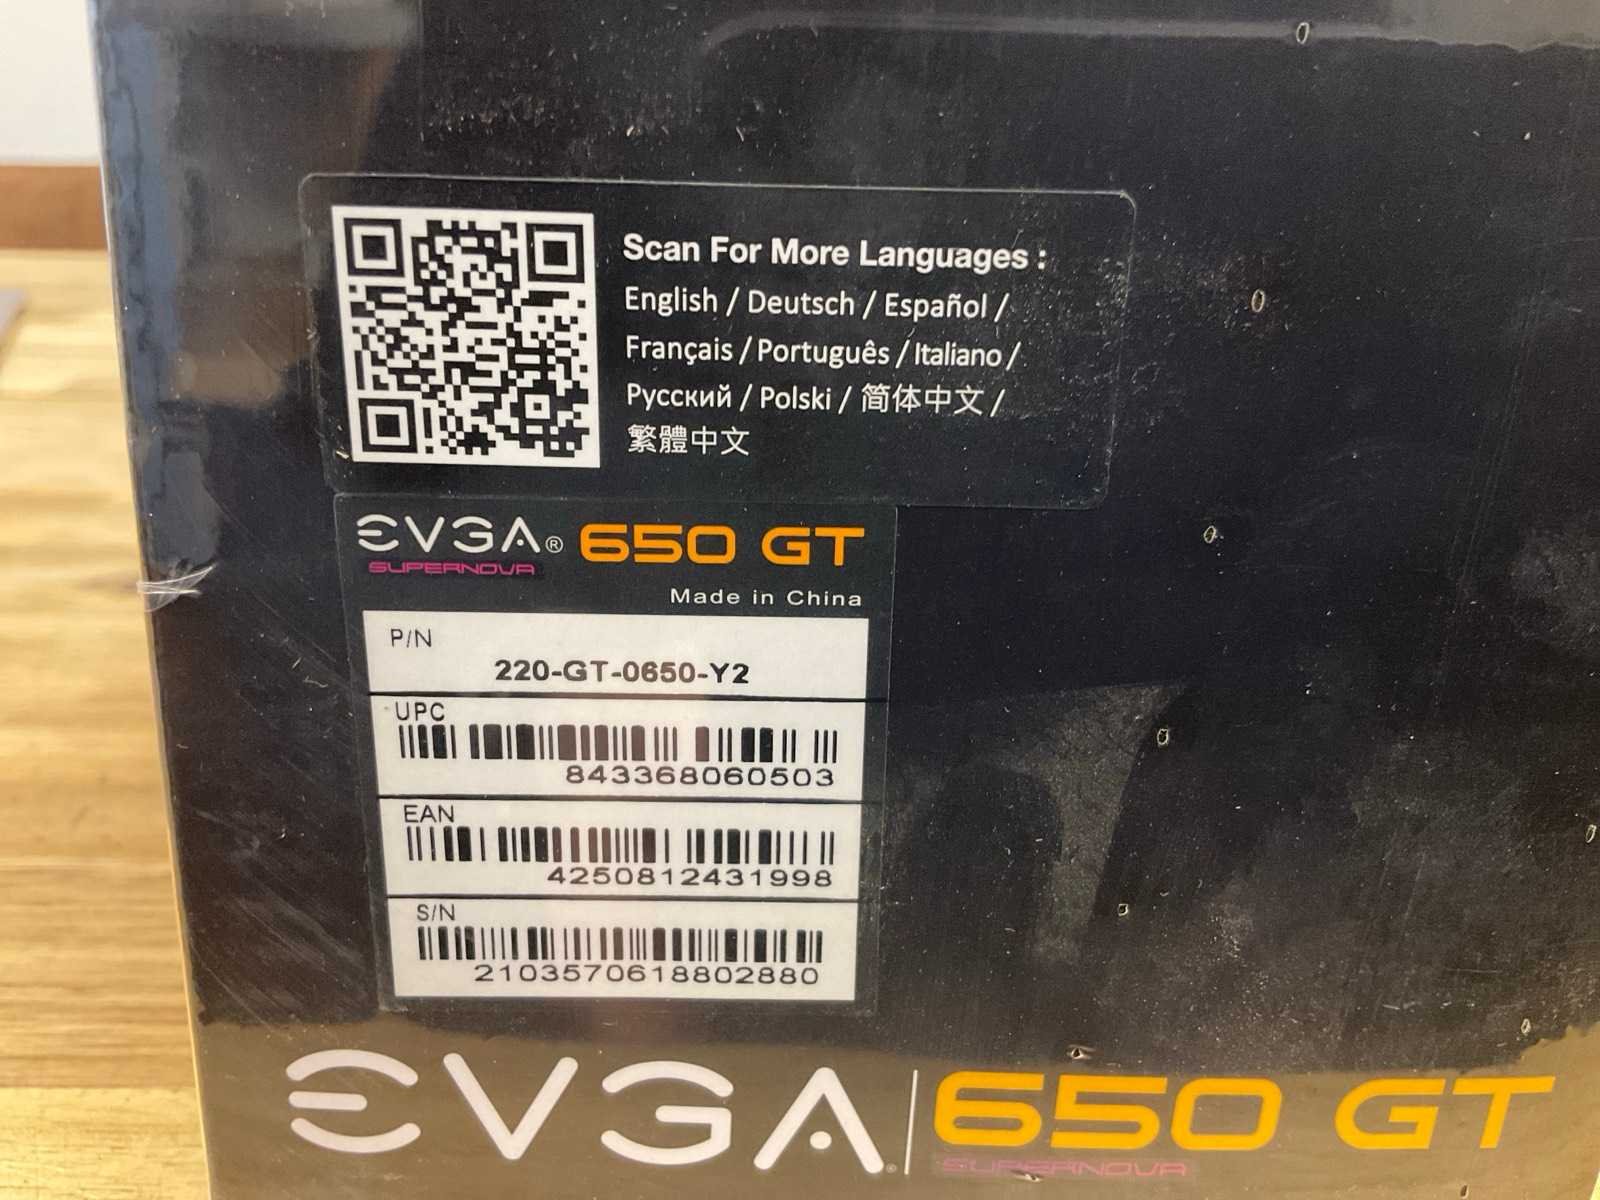 Scan For More Languages :
English / Deutsch / Español /
Français / Português / Italiano /
Русский / Polski / 简体中文 /
繁體中文
EVGA® 650 GT
SUPERNOVA
Made in China
P/N
220-GT-0650-Y2
UPC
843368060503
EAN
4250812431998
S/N
2103570618802880
EVGA® 650 GT
SUPERNOVA